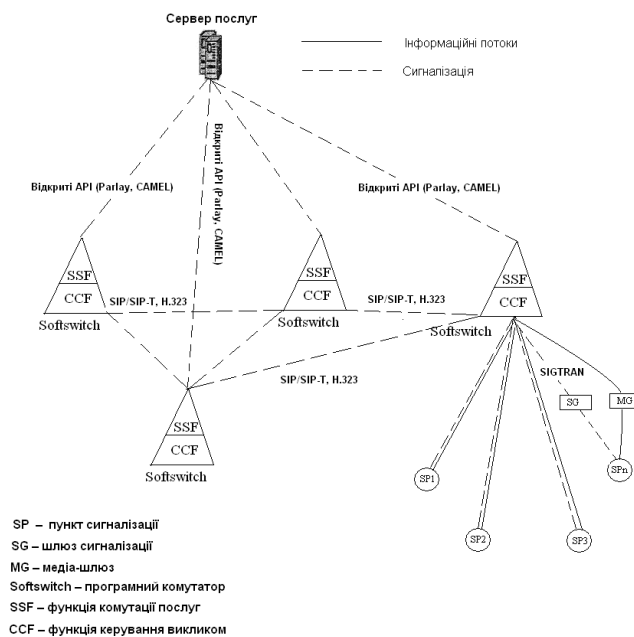 Сервер послуг
Інформаційні потоки
Сигналізація
Відкриті API (Parlay, CAMEL)
Відкриті API (Parlay, CAMEL)
Відкриті API (Parlay, CAMEL)
SSF
CCF
Softswitch
SIP/SIP-T, H.323
SSF
CCF
Softswitch
SIP/SIP-T, H.323
SSF
CCF
Softswitch
SIP/SIP-T, H.323
SSF
CCF
Softswitch
SIGTRAN
SG
MG
SP1
SP2
SP3
SPn
SP – пункт сигналізації
SG – шлюз сигналізації
MG – медіа-шлюз
Softswitch – програмний комутатор
SSF – функція комутації послуг
CCF – функція керування викликом